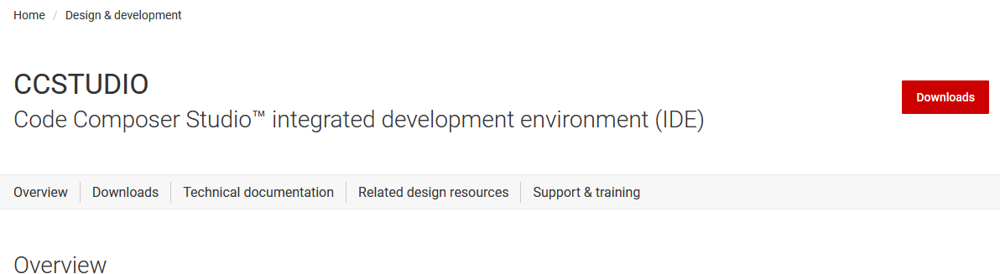 Home / Design & development
CCSTUDIO
Code Composer Studio™ integrated development environment (IDE)
Downloads
Overview Downloads Technical documentation Related design resources Support & training
Overview